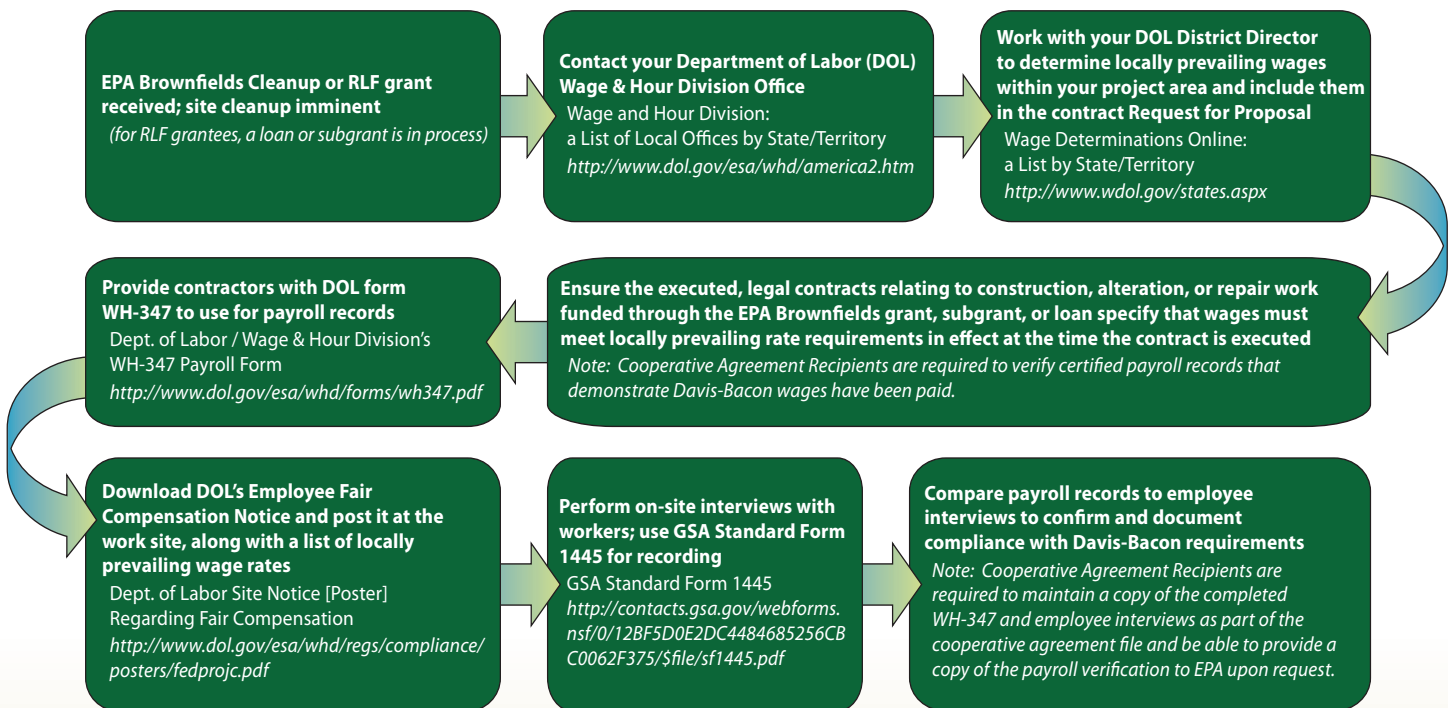 EPA Brownfields Cleanup or RLF grant
received; site cleanup imminent
(for RLF grantees, a loan or subgrant is in process)
Contact your Department of Labor (DOL)
Wage & Hour Division Office
Wage and Hour Division:
a List of Local Offices by State/Territory
http://www.dol.gov/esa/whd/america2.htm
Work with your DOL District Director
to determine locally prevailing wages
within your project area and include them
in the contract Request for Proposal
Wage Determinations Online:
a List by State/Territory
http://www.wdol.gov/states.aspx
Ensure the executed, legal contracts relating to construction, alteration, or repair work
funded through the EPA Brownfields grant, subgrant, or loan specify that wages must
meet locally prevailing rate requirements in effect at the time the contract is executed
Note: Cooperative Agreement Recipients are required to verify certified payroll records that
demonstrate Davis-Bacon wages have been paid.
Provide contractors with DOL form
WH-347 to use for payroll records
Dept. of Labor / Wage & Hour Division's
WH-347 Payroll Form
http://www.dol.gov/esa/whd/forms/wh347.pdf
Download DOL's Employee Fair
Compensation Notice and post it at the
work site, along with a list of locally
prevailing wage rates
Dept. of Labor Site Notice [Poster]
Regarding Fair Compensation
http://www.dol.gov/esa/whd/regs/compliance/
posters/fedprojc.pdf
Perform on-site interviews with
workers; use GSA Standard Form
1445 for recording
GSA Standard Form 1445
http://contacts.gsa.gov/webforms.
nsf/0/12BF5D0E2DC4484685256CB
C0062F375/$file/sf1445.pdf
Compare payroll records to employee
interviews to confirm and document
compliance with Davis-Bacon requirements
Note: Cooperative Agreement Recipients are
required to maintain a copy of the completed
WH-347 and employee interviews as part of the
cooperative agreement file and be able to provide a
copy of the payroll verification to EPA upon request.